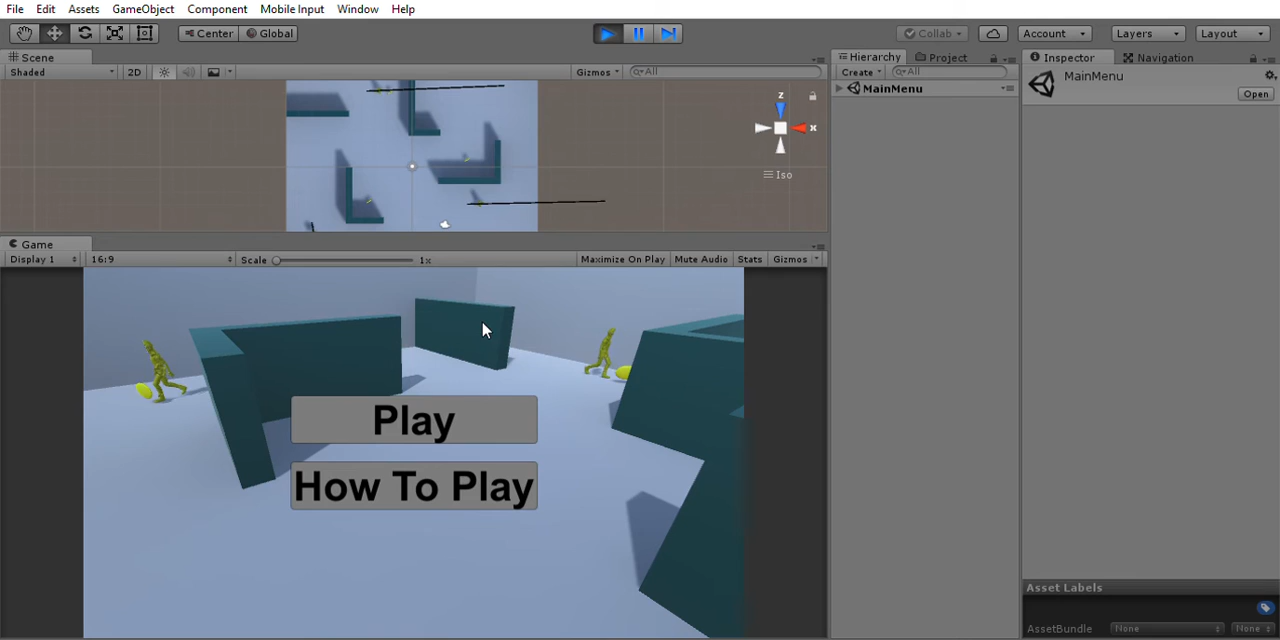 File Edit Assets GameObject Component Mobile Input Window Help
Center Global Collab Account Layers Layout
Scene Hierarchy Project Inspector Navigation
Shaded 2D Gizmos All Create All
MainMenu
Open
MainMenu
z
x
Iso
Game
Display 1 16:9 Scale 1x Maximize On Play Mute Audio Stats Gizmos
Play
How To Play
Asset Labels
AssetBundle None None